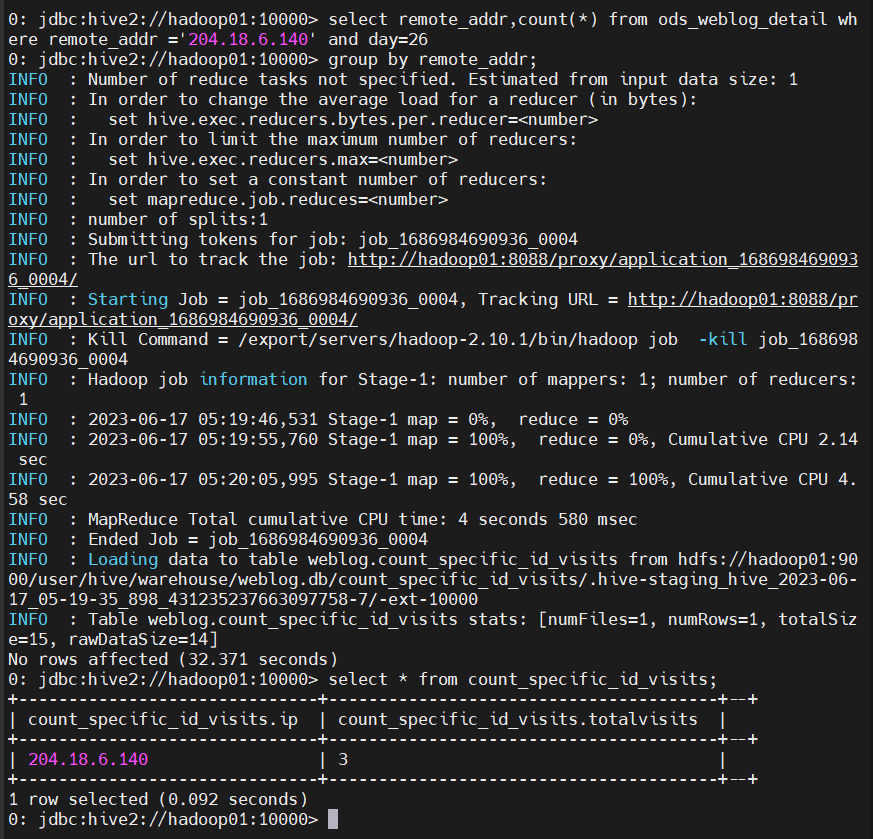 0: jdbc:hive2://hadoop01:10000> select remote_addr,count(*) from ods_weblog_detail wh
ere remote_addr ='204.18.6.140' and day=26
0: jdbc:hive2://hadoop01:10000> group by remote_addr;
INFO  : Number of reduce tasks not specified. Estimated from input data size: 1
INFO  : In order to change the average load for a reducer (in bytes):
INFO  :   set hive.exec.reducers.bytes.per.reducer=<number>
INFO  : In order to limit the maximum number of reducers:
INFO  :   set hive.exec.reducers.max=<number>
INFO  : In order to set a constant number of reducers:
INFO  :   set mapreduce.job.reduces=<number>
INFO  : number of splits:1
INFO  : Submitting tokens for job: job_1686984690936_0004
INFO  : The url to track the job: http://hadoop01:8088/proxy/application_168698469093
6_0004/
INFO  : Starting Job = job_1686984690936_0004, Tracking URL = http://hadoop01:8088/pr
oxy/application_1686984690936_0004/
INFO  : Kill Command = /export/servers/hadoop-2.10.1/bin/hadoop job  -kill job_168698
4690936_0004
INFO  : Hadoop job information for Stage-1: number of mappers: 1; number of reducers:
 1
INFO  : 2023-06-17 05:19:46,531 Stage-1 map = 0%,  reduce = 0%
INFO  : 2023-06-17 05:19:55,760 Stage-1 map = 100%,  reduce = 0%, Cumulative CPU 2.14
 sec
INFO  : 2023-06-17 05:20:05,995 Stage-1 map = 100%,  reduce = 100%, Cumulative CPU 4.
58 sec
INFO  : MapReduce Total cumulative CPU time: 4 seconds 580 msec
INFO  : Ended Job = job_1686984690936_0004
INFO  : Loading data to table weblog.count_specific_id_visits from hdfs://hadoop01:90
00/user/hive/warehouse/weblog.db/count_specific_id_visits/.hive-staging_hive_2023-06-
17_05-19-35_898_431235237663097758-7/-ext-10000
INFO  : Table weblog.count_specific_id_visits stats: [numFiles=1, numRows=1, totalSiz
e=15, rawDataSize=14]
No rows affected (32.371 seconds)
0: jdbc:hive2://hadoop01:10000> select * from count_specific_id_visits;
+------------------------------+---------------------------------------+--+
| count_specific_id_visits.ip  | count_specific_id_visits.totalvisits  |
+------------------------------+---------------------------------------+--+
| 204.18.6.140                 | 3                                     |
+------------------------------+---------------------------------------+--+
1 row selected (0.092 seconds)
0: jdbc:hive2://hadoop01:10000>